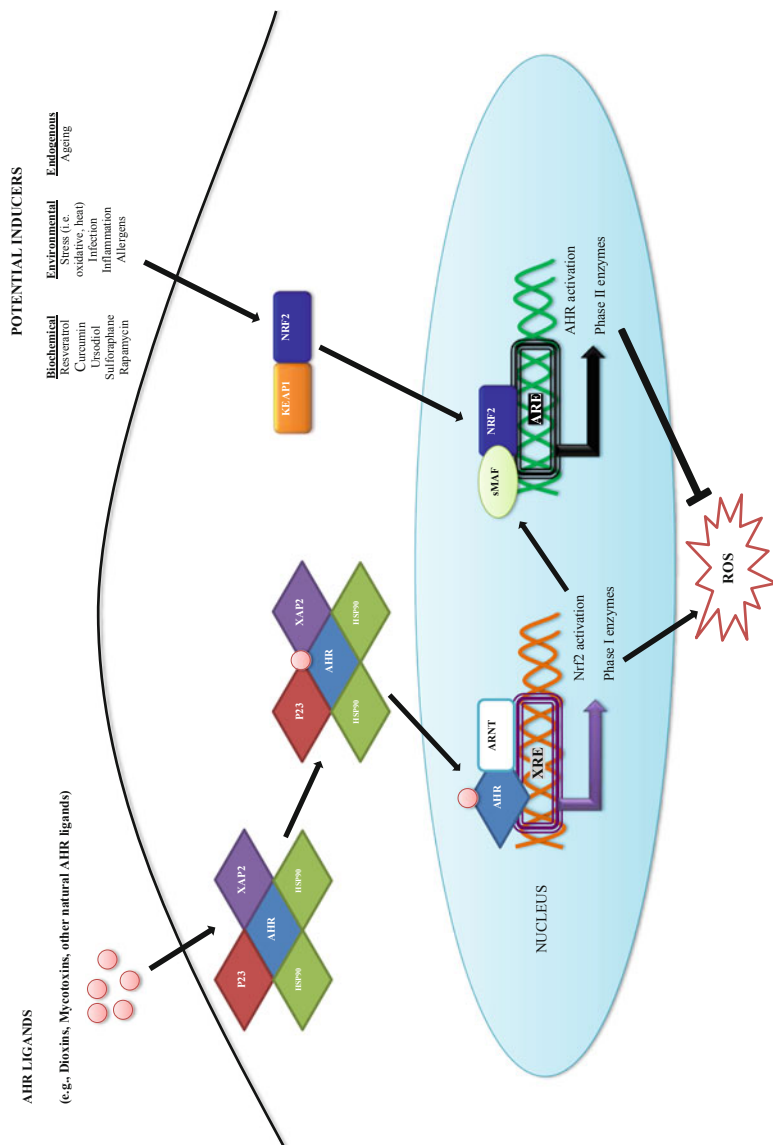 AHR LIGANDS
(e.g., Dioxins, Mycotoxins, other natural AHR ligands)
POTENTIAL INDUCERS
Biochemical
Resveratrol
Curcumin
Ursodiol
Sulforaphane
Rapamycin
Environmental
Stress (i.e.
oxidative, heat)
Infection
Inflammation
Allergens
Endogenous
Ageing
P23
XAP2
AHR
HSP90
HSP90
P23
XAP2
AHR
HSP90
HSP90
KEAP1
NRF2
NUCLEUS
AHR
ARNT
XRE
Nrf2 activation
Phase I enzymes
sMAF
NRF2
ARE
AHR activation
Phase II enzymes
ROS